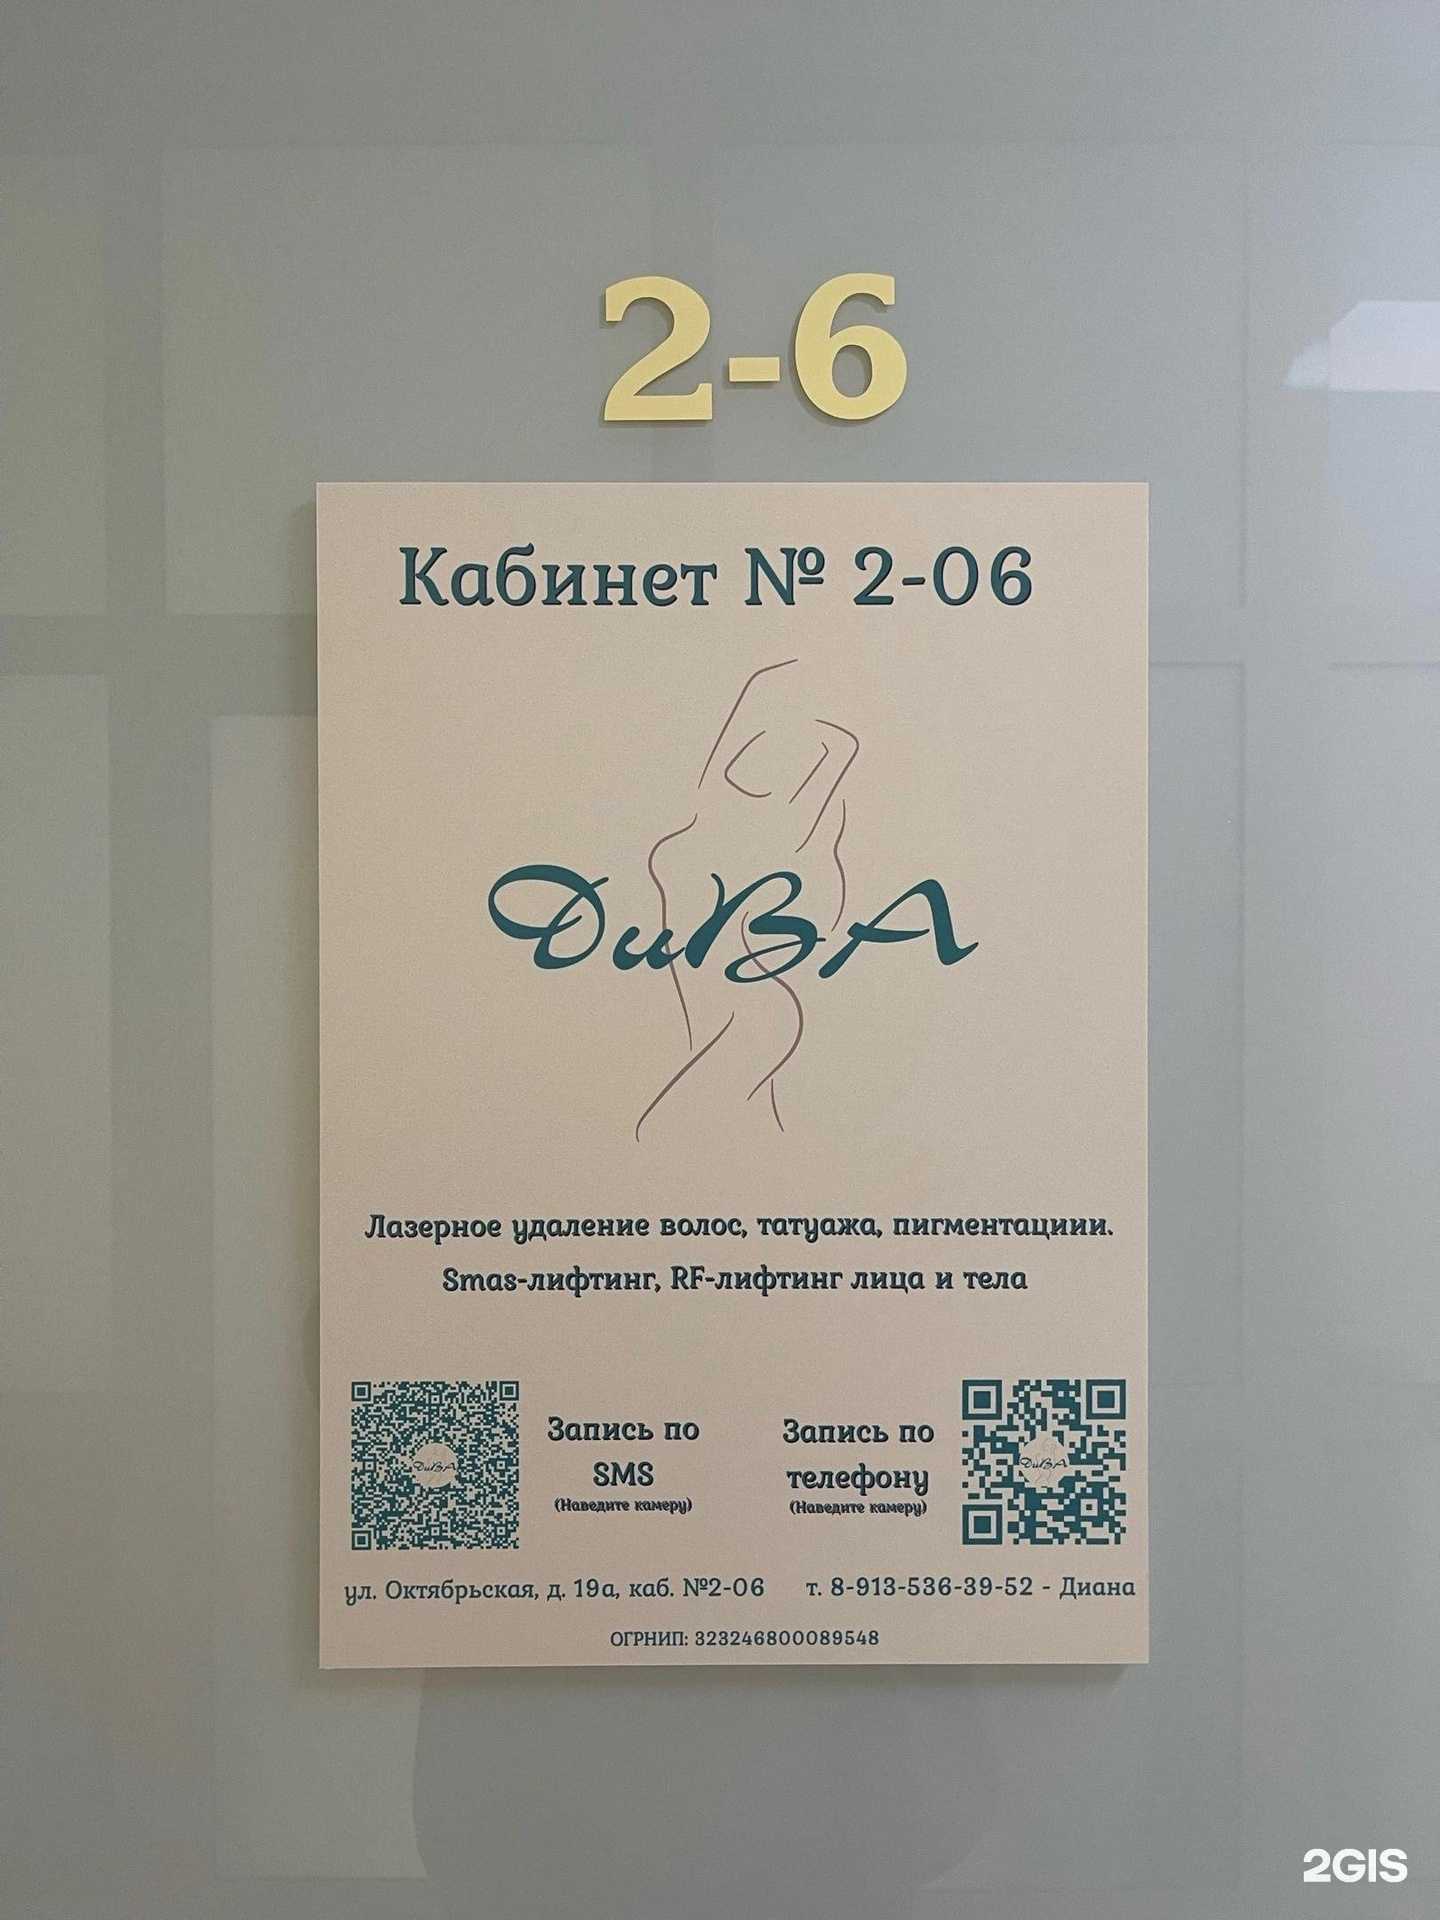 2-6
Кабинет № 2-06
ДиВА
Лазерное удаление волос, татуажа, пигментациии.
Smas-лифтинг, RF-лифтинг лица и тела
ДиВА
Запись по
SMS
(Наведите камеру)
Запись по
телефону
(Наведите камеру)
ДиВА
ул. Октябрьская, д. 19а, каб. №2-06 т. 8-913-536-39-52 - Диана
ОГРНИП: 323246800089548
2GIS